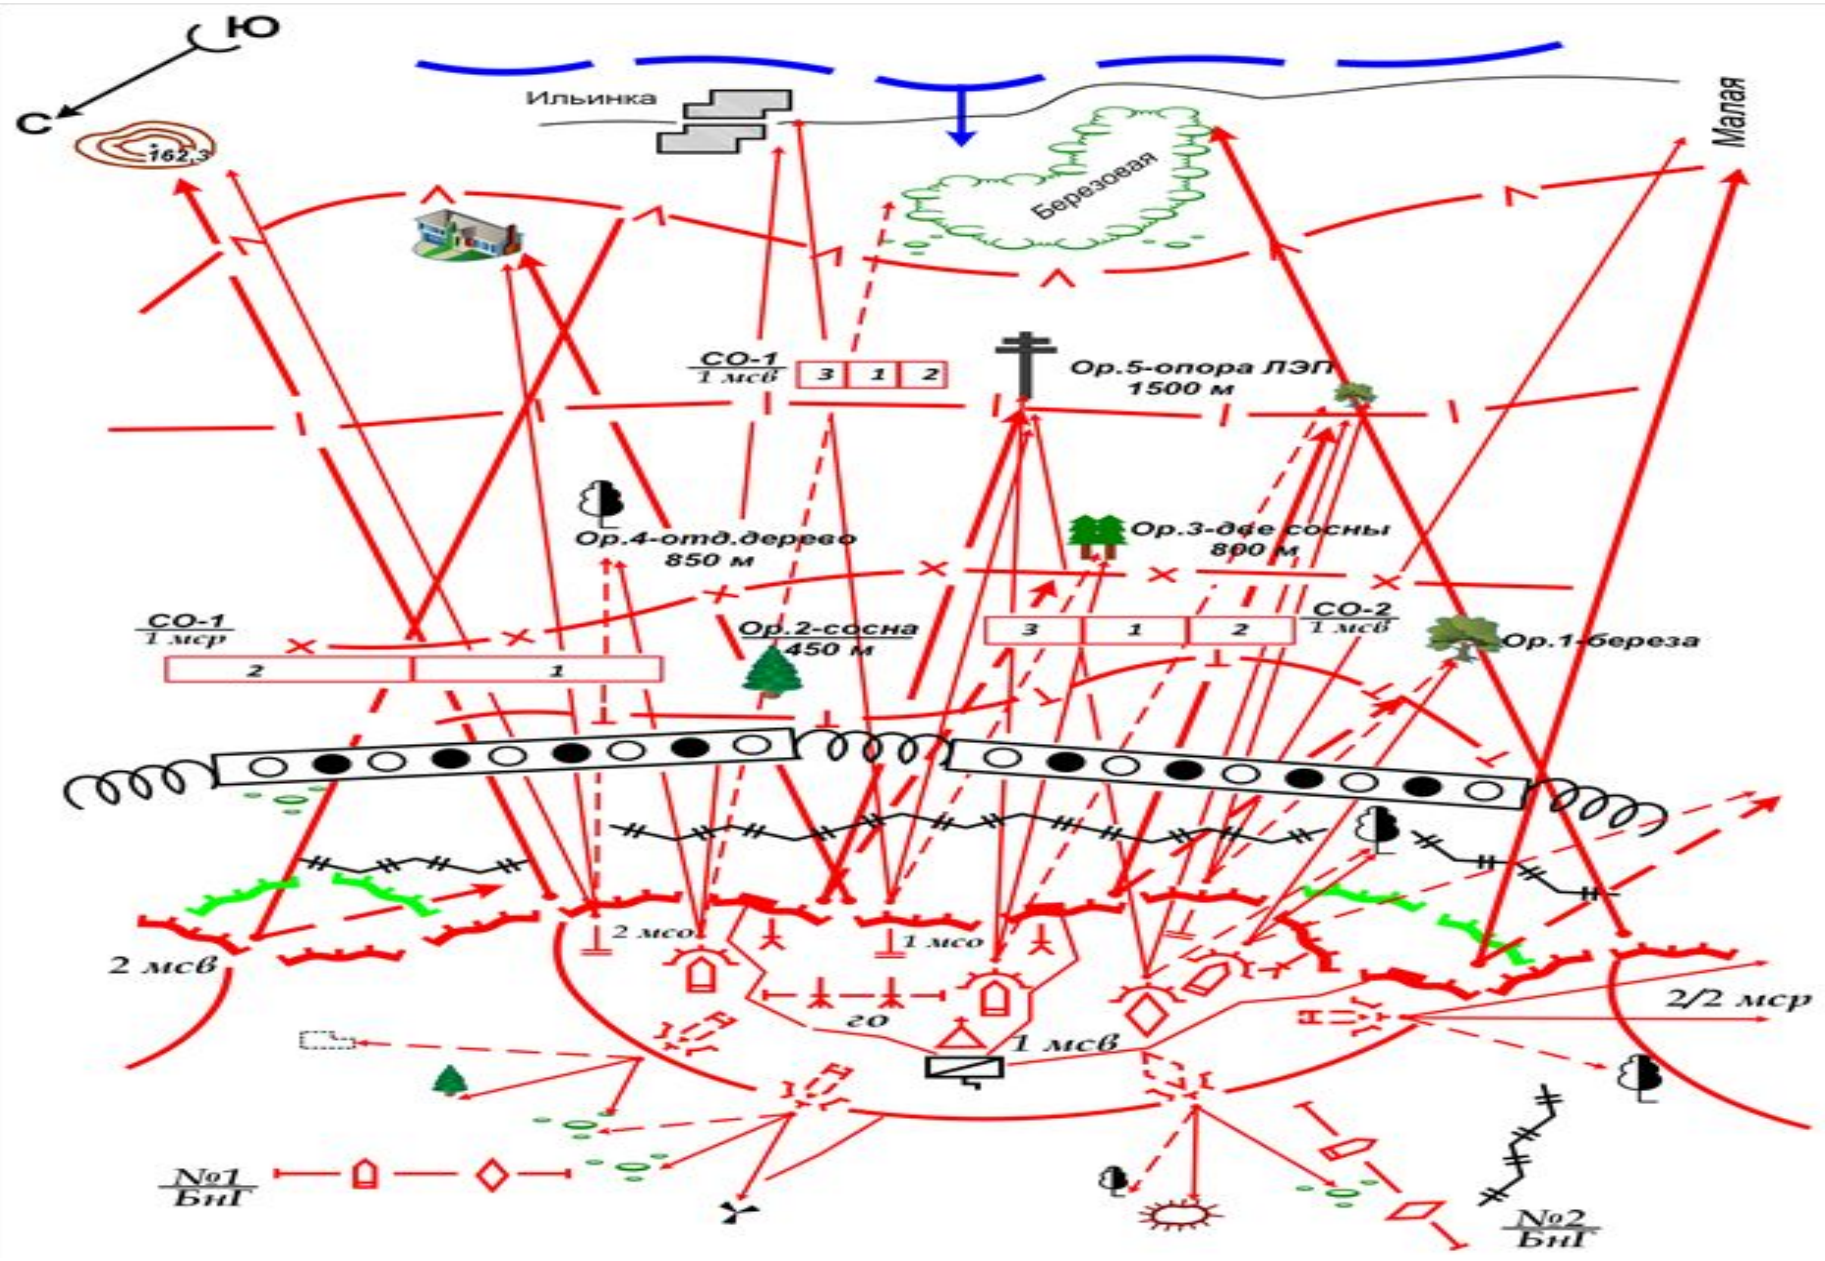 Ю
С
162,3
Ильинка
Березовая
Малая
СО-1
1 мсв
3 1 2
Ор.5-опора ЛЭП
1500 м
Ор.4-отд.дерево
850 м
Ор.3-две сосны
800 м
СО-1
1 мср
2 1
Ор.2-сосна
450 м
3 1 2
СО-2
1 мсв
Ор.1-береза
2 мсв
2 мсо
1 мсо
го
1 мсв
2/2 мср
№1
БнГ
№2
БнГ